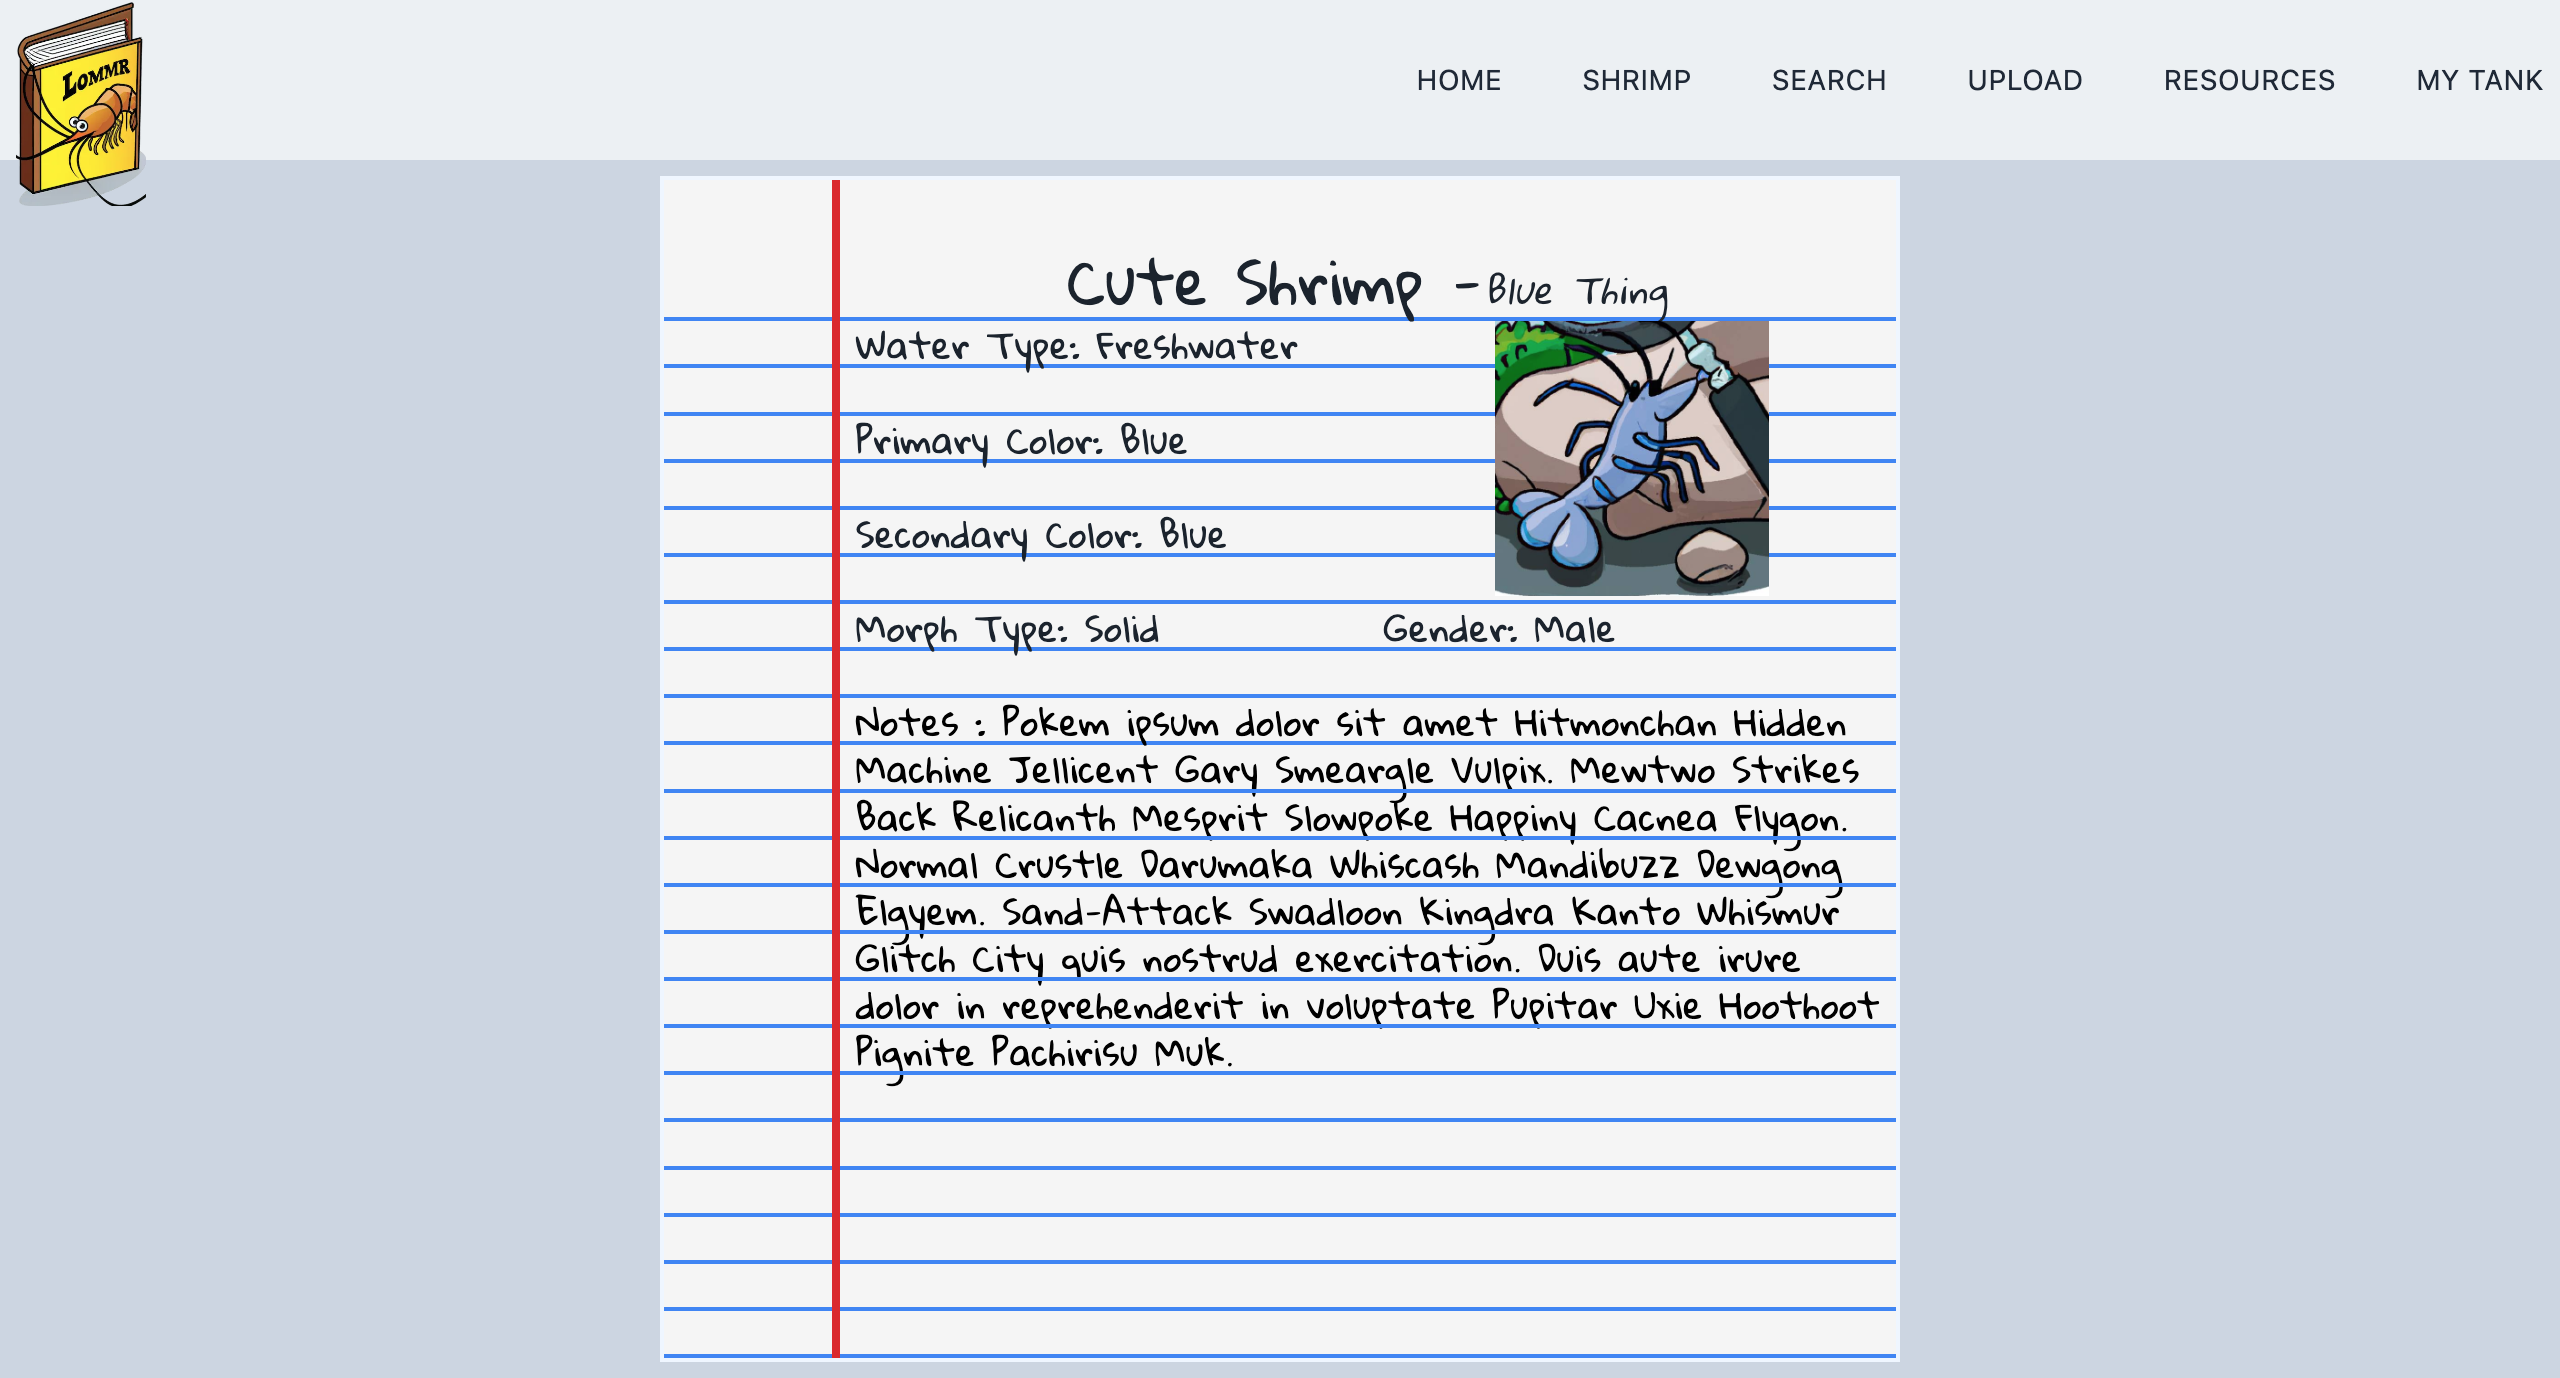 LOMMR
HOME SHRIMP SEARCH UPLOAD RESOURCES MY TANK
Cute Shrimp - Blue Thing
Water Type: Freshwater
Primary Color: Blue
Secondary Color: Blue
Morph Type: Solid Gender: Male
Notes : Pokem ipsum dolor sit amet Hitmonchan Hidden
Machine Jellicent Gary Smeargle Vulpix. Mewtwo Strikes
Back Relicanth Mesprit Slowpoke Happiny Cacnea Flygon.
Normal Crustle Darumaka Whiscash Mandibuzz Dewgong
Elgyem. Sand-Attack Swadloon Kingdra Kanto Whismur
Glitch City quis nostrud exercitation. Duis aute irure
dolor in reprehenderit in voluptate Pupitar Uxie Hoothoot
Pignite Pachirisu Muk.